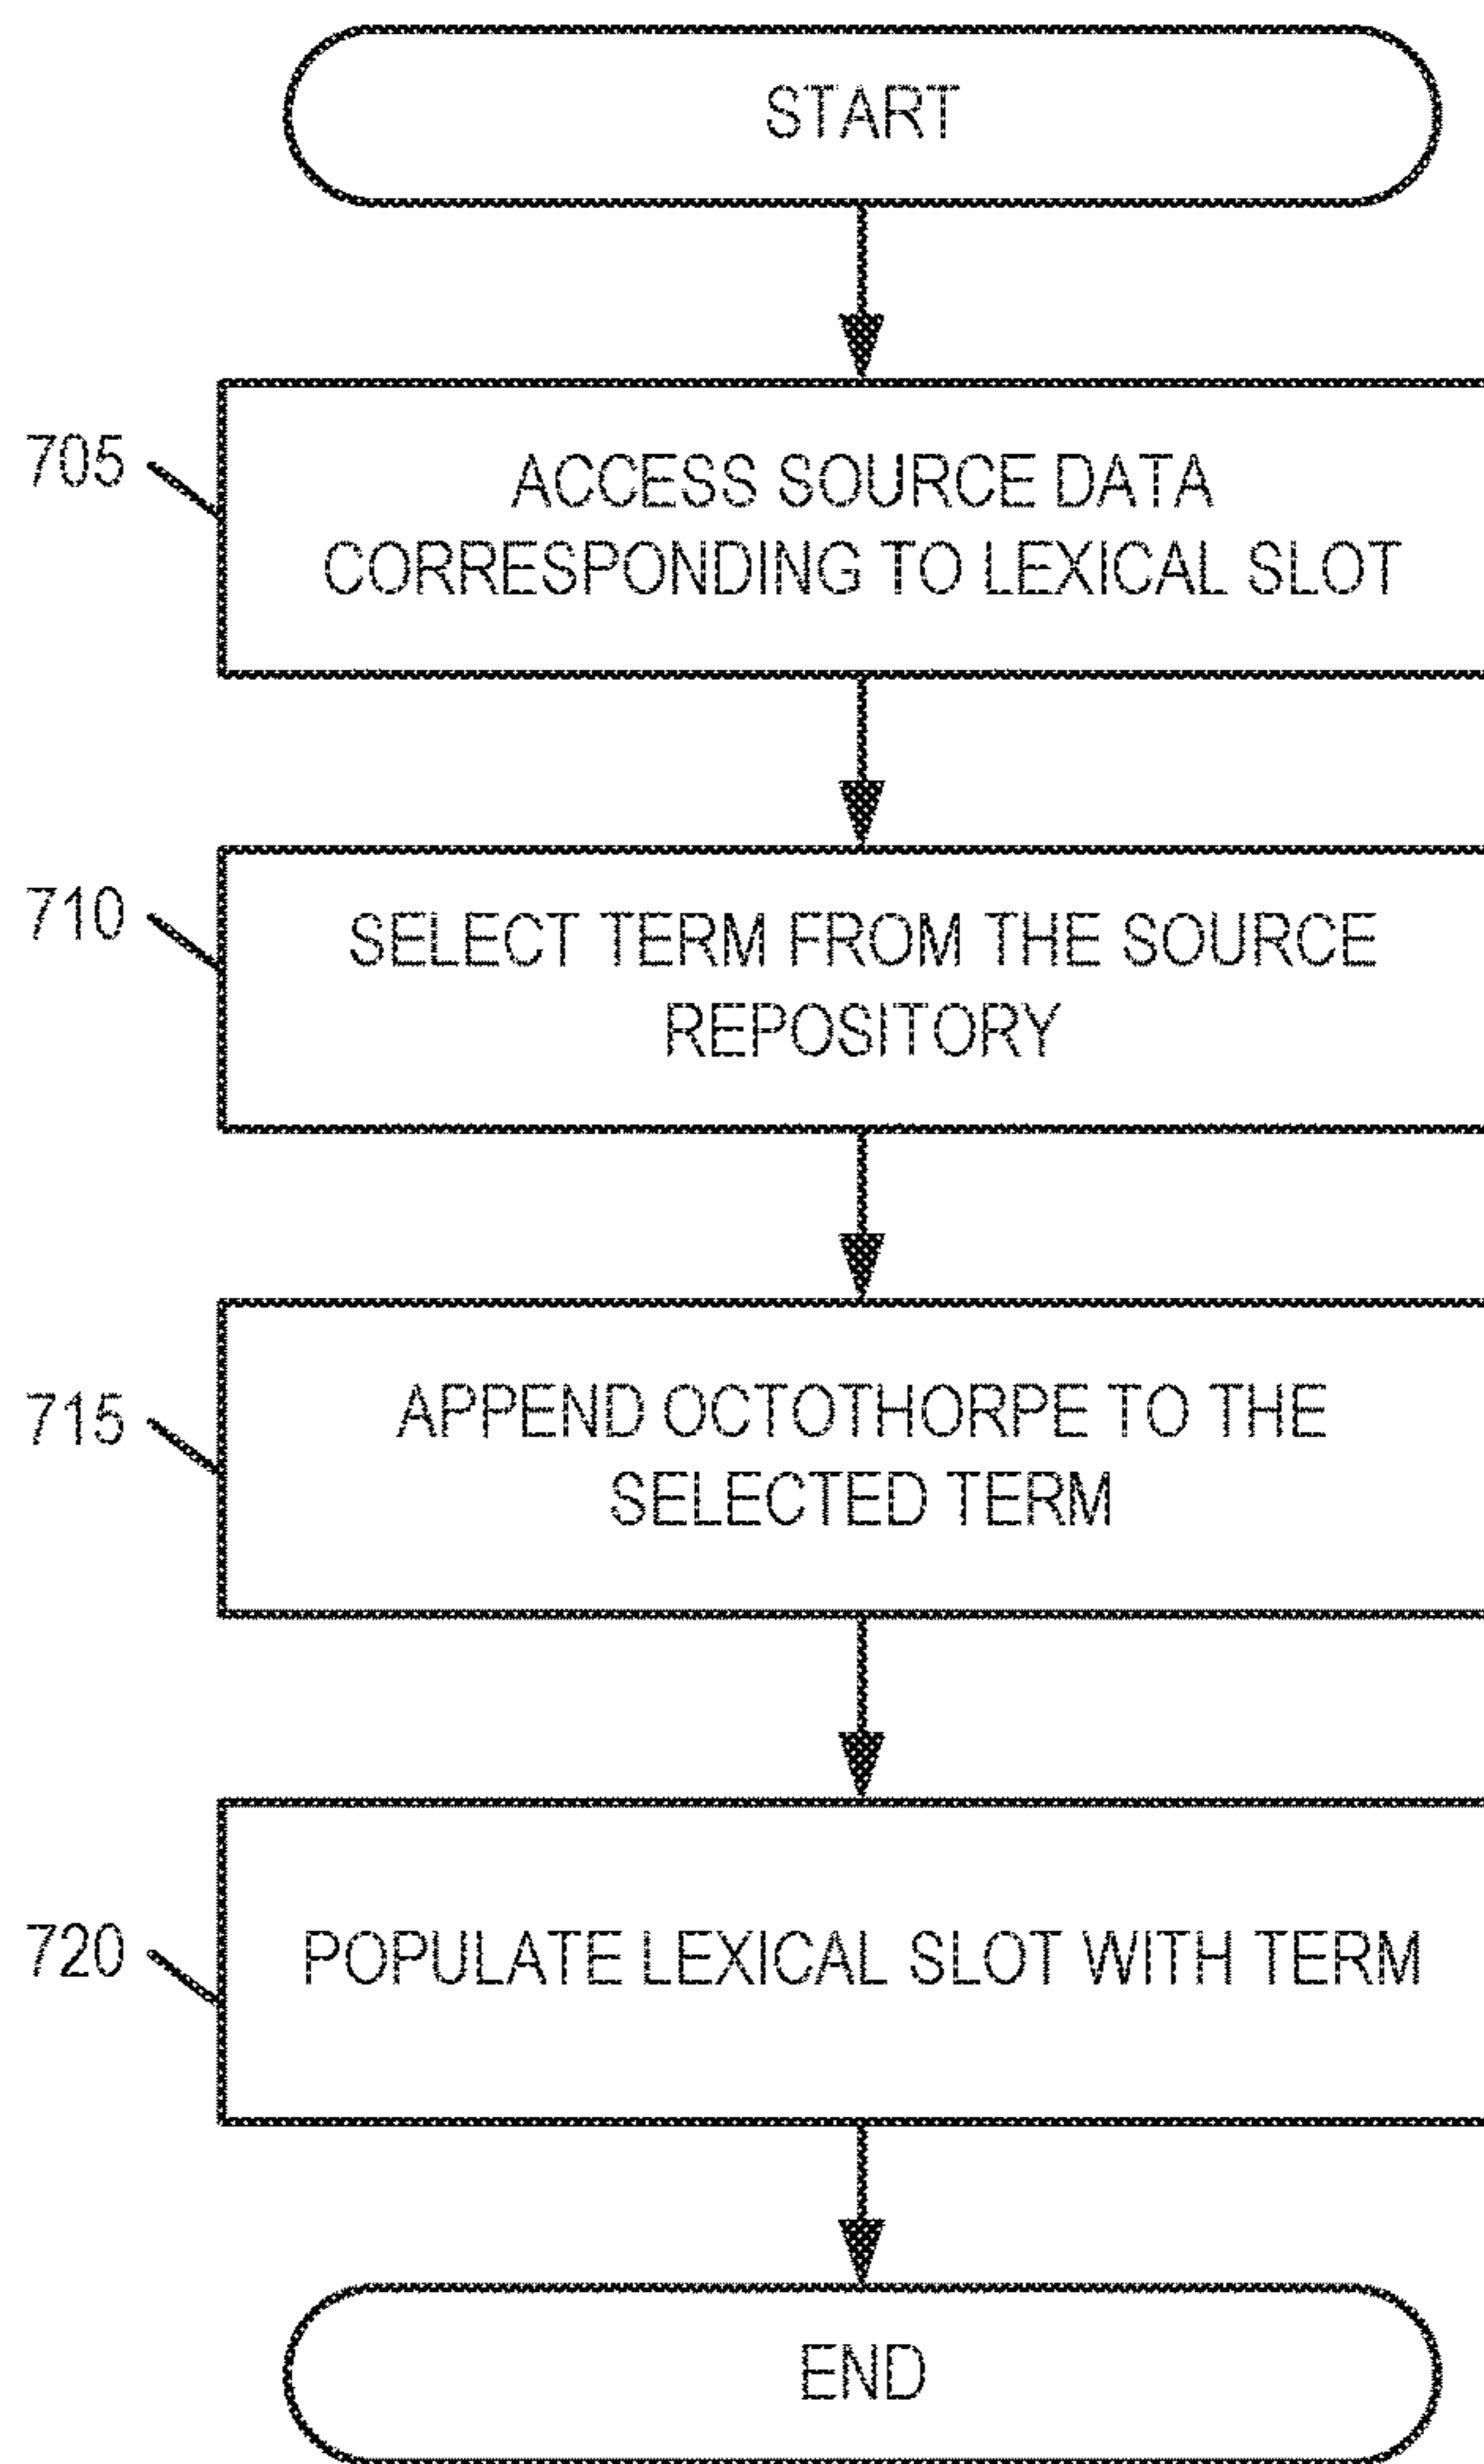 START
705
ACCESS SOURCE DATA
CORRESPONDING TO LEXICAL SLOT
710
SELECT TERM FROM THE SOURCE
REPOSITORY
715
APPEND OCTOTHORPE TO THE
SELECTED TERM
720
POPULATE LEXICAL SLOT WITH TERM
END